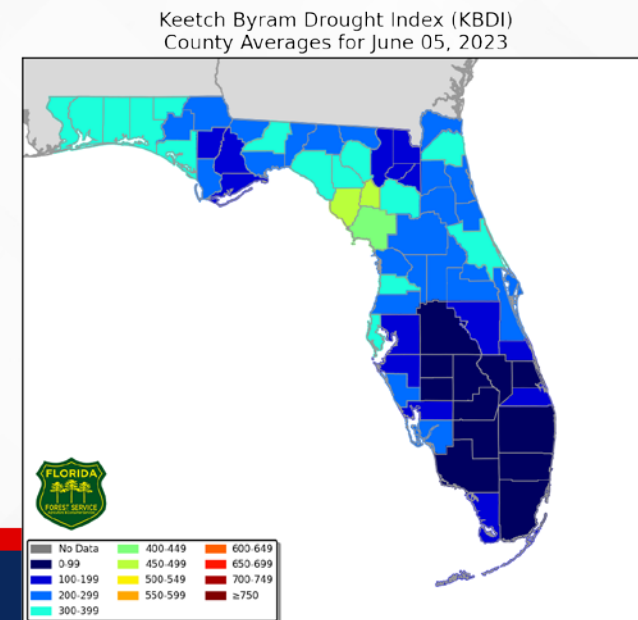 Keetch Byram Drought Index (KBDI)
County Averages for June 05, 2023
FLORIDA
FOREST SERVICE
No Data
0-99
100-199
200-299
300-399
400-449
450-499
500-549
550-599
600-649
650-699
700-749
≥750